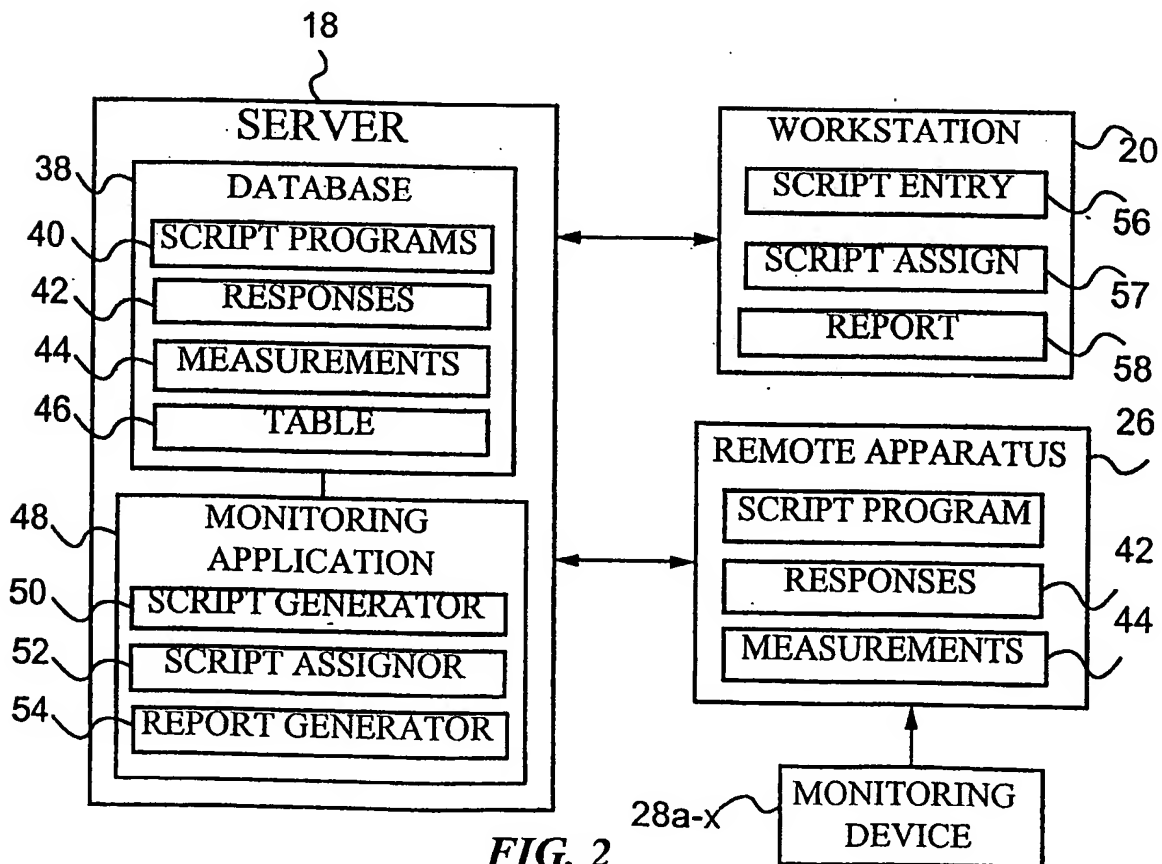 18
SERVER
38
DATABASE
40
SCRIPT PROGRAMS
42
RESPONSES
44
MEASUREMENTS
46
TABLE
48
MONITORING
APPLICATION
50
SCRIPT GENERATOR
52
SCRIPT ASSIGNOR
54
REPORT GENERATOR
WORKSTATION
20
SCRIPT ENTRY
56
SCRIPT ASSIGN
57
REPORT
58
26
REMOTE APPARATUS
SCRIPT PROGRAM
42
RESPONSES
44
MEASUREMENTS
28a-x
MONITORING
DEVICE
FIG. 2